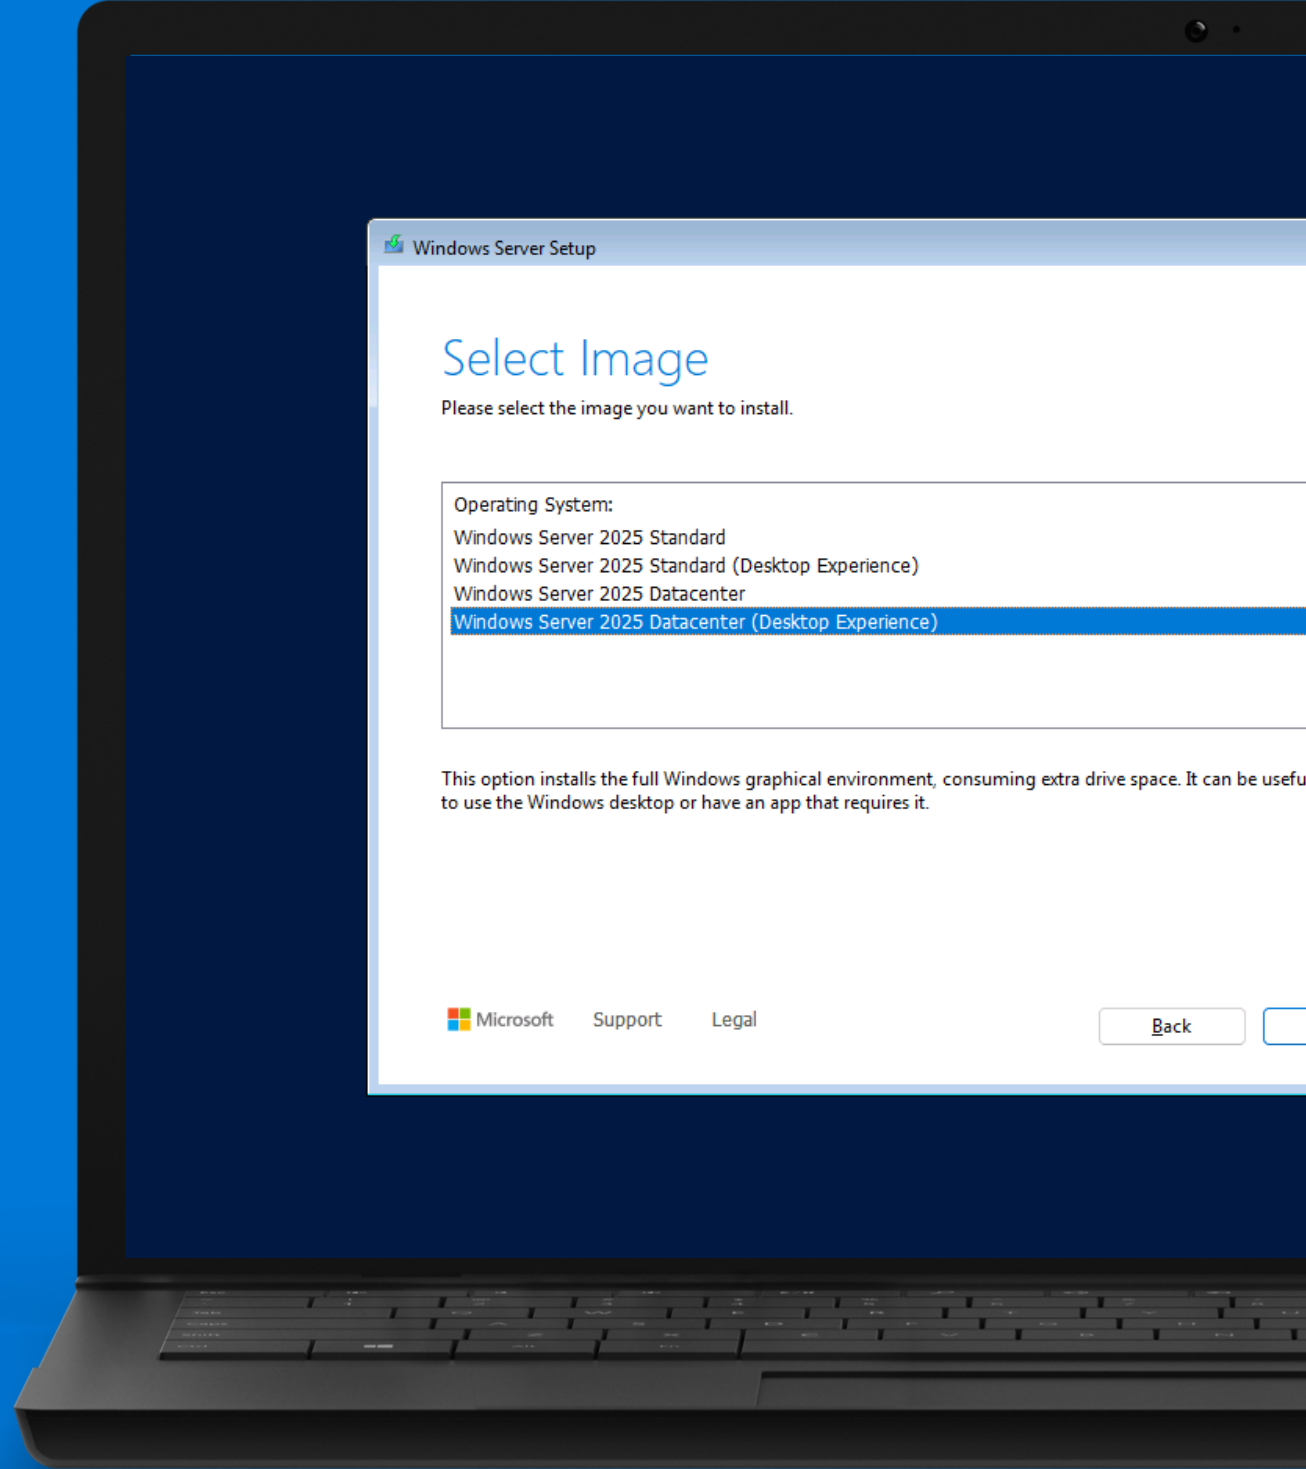 Windows Server Setup
Select Image
Please select the image you want to install.
Operating System:
Windows Server 2025 Standard
Windows Server 2025 Standard (Desktop Experience)
Windows Server 2025 Datacenter
Windows Server 2025 Datacenter (Desktop Experience)
This option installs the full Windows graphical environment, consuming extra drive space. It can be usefu
to use the Windows desktop or have an app that requires it.
Microsoft Support Legal Back